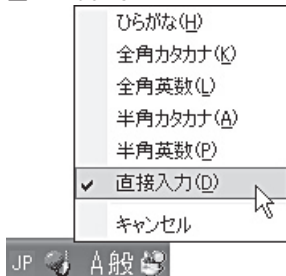 ひらがな(H)
全角カタカナ(K)
全角英数(L)
半角カタカナ(A)
半角英数(P)
直接入力(D)
キャンセル
JP A 般